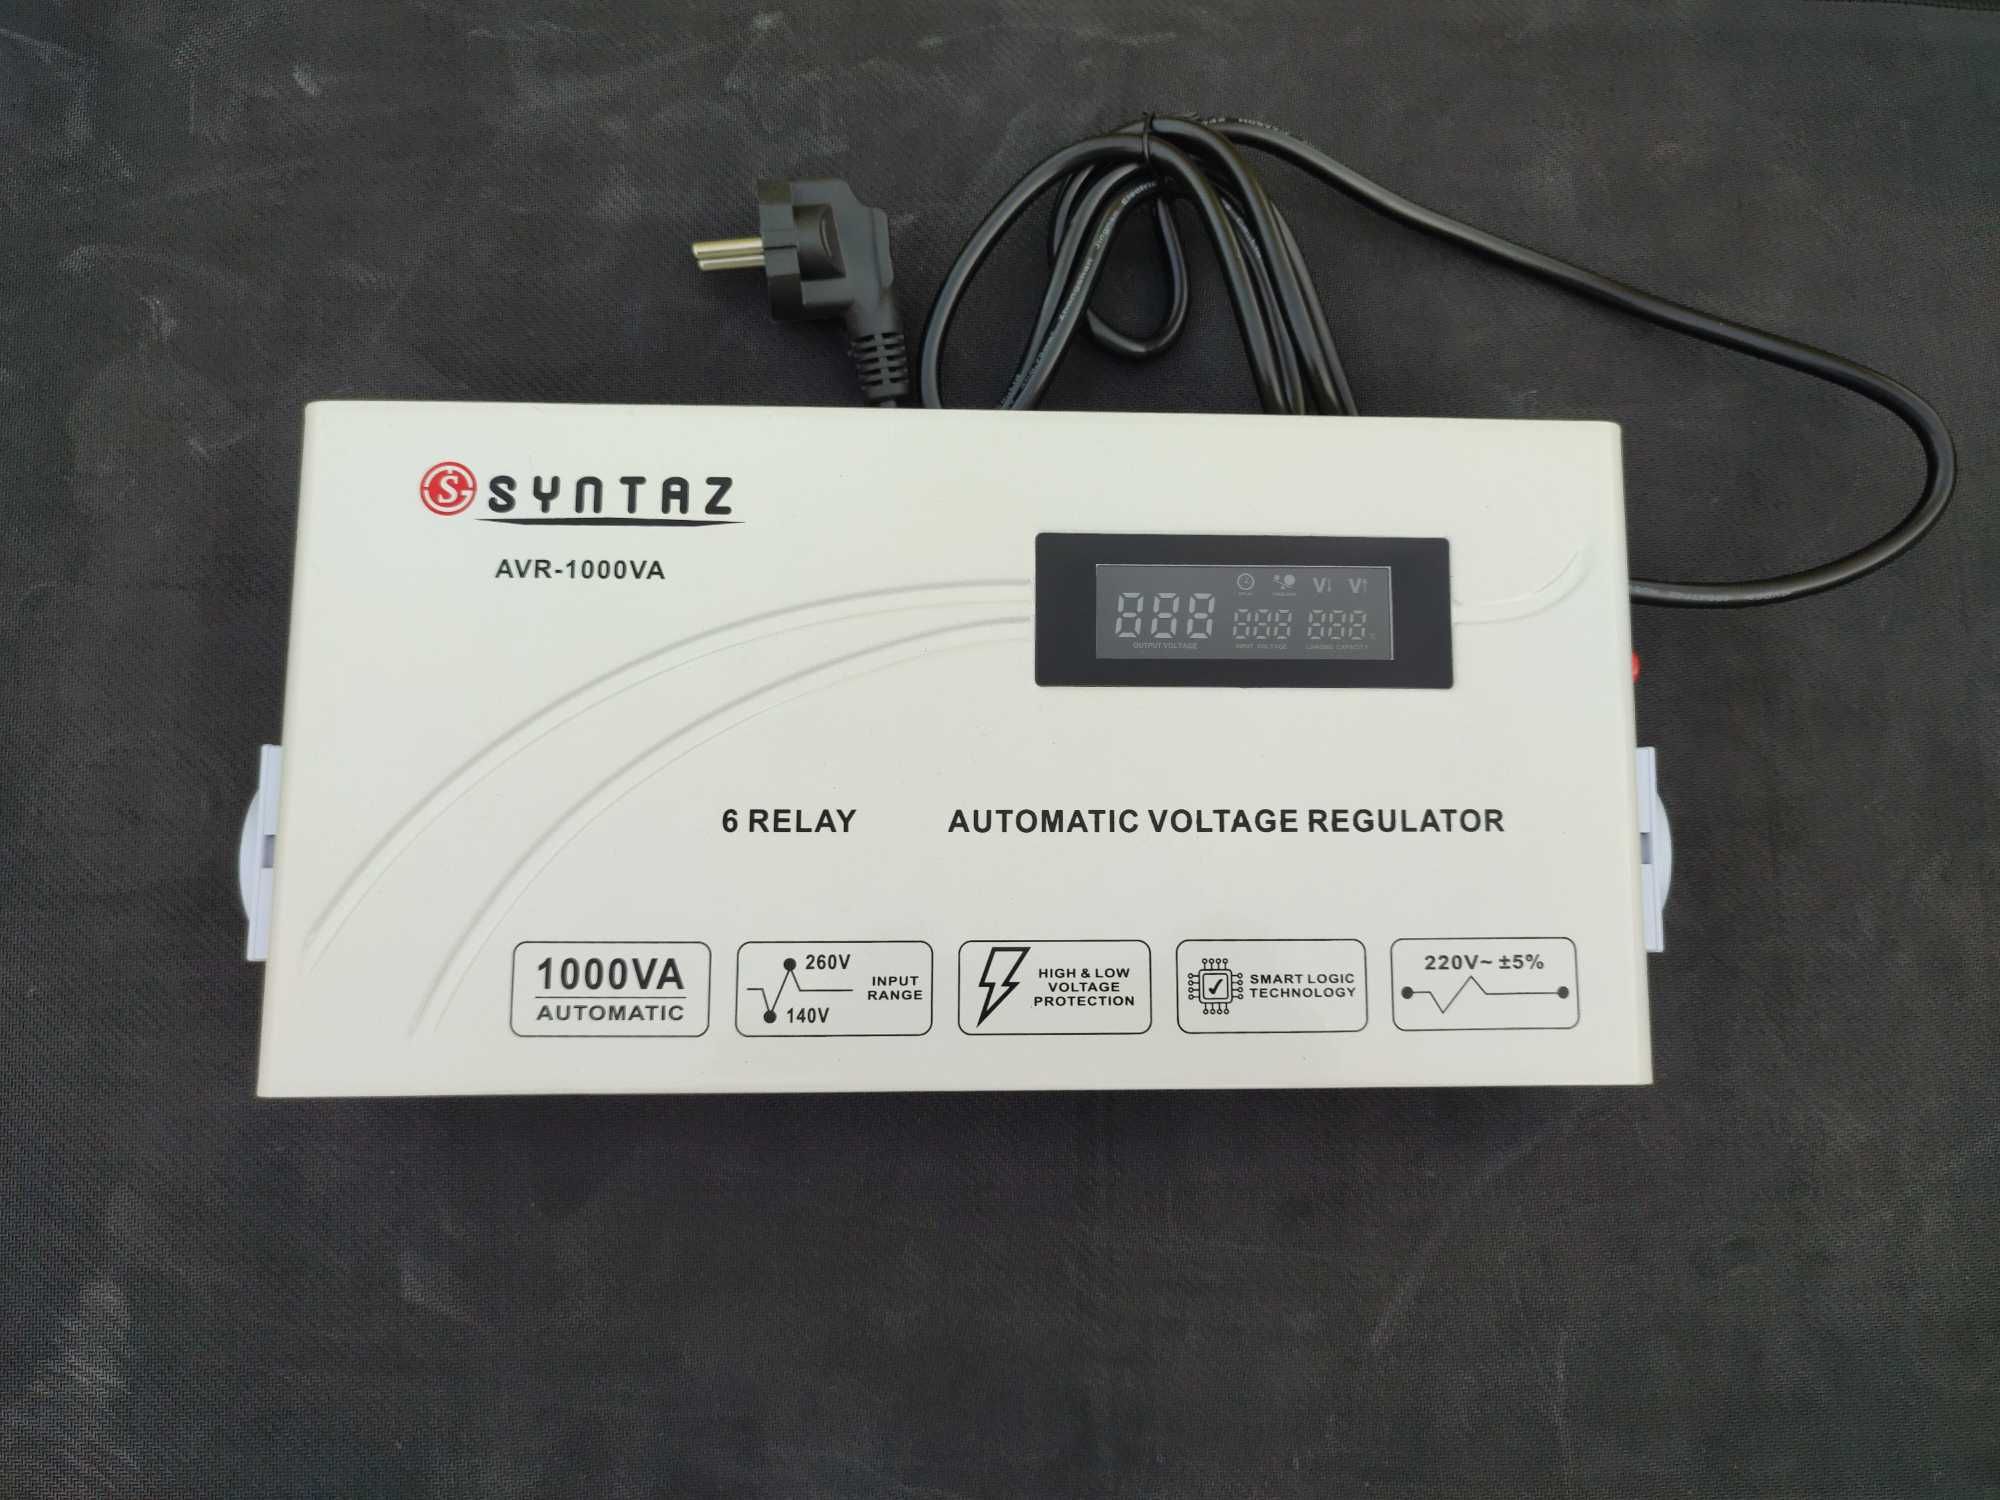 SYNTAZ
AVR-1000VA
888
OUTPUT VOLTAGE
V↓ V↑
888
INPUT VOLTAGE
888
LOADING CAPACITY
6 RELAY
AUTOMATIC VOLTAGE REGULATOR
1000VA
AUTOMATIC
260V
140V
INPUT
RANGE
HIGH & LOW
VOLTAGE
PROTECTION
SMART LOGIC
TECHNOLOGY
220V~ ±5%